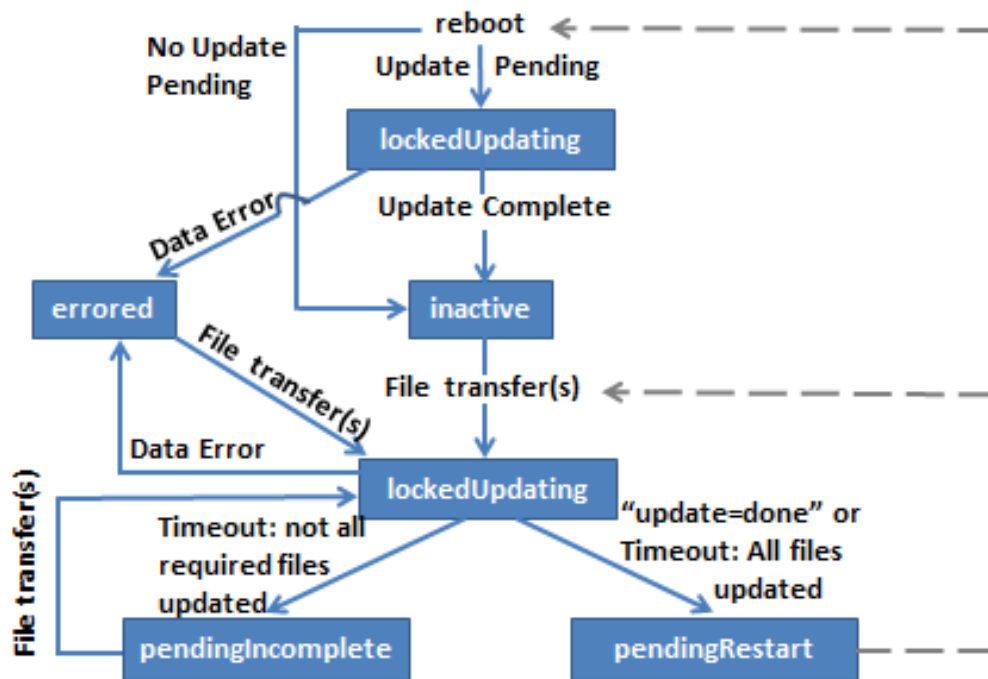 reboot
No Update
Pending
Update Pending
lockedUpdating
Data Error
Update Complete
errored
inactive
File transfer(s)
File transfer(s)
Data Error
lockedUpdating
File transfer(s)
Timeout: not all
required files
updated
“update=done” or
Timeout: All files
updated
pendingIncomplete
pendingRestart